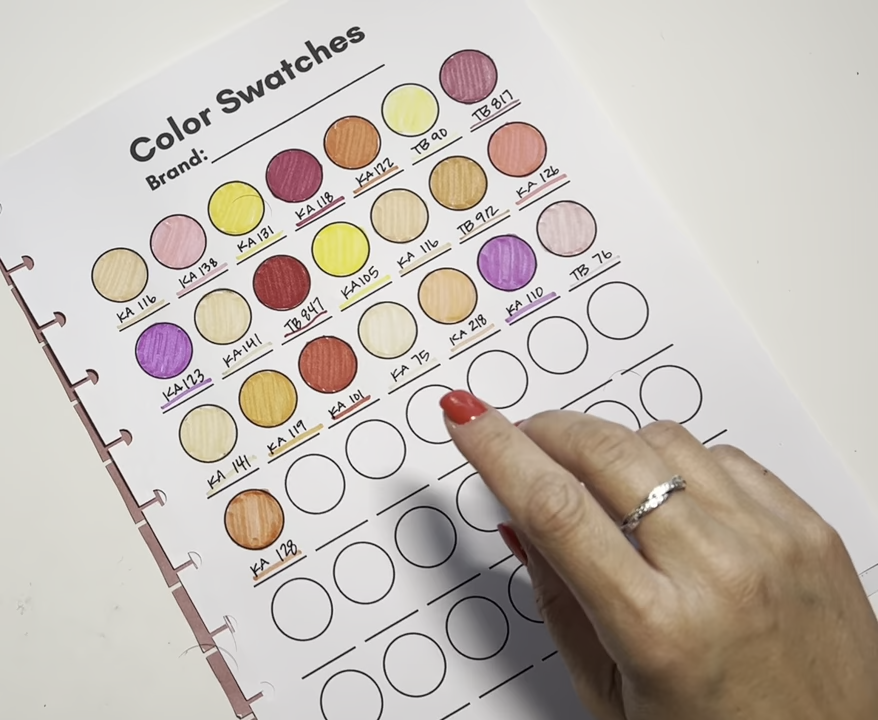 Color Swatches
Brand:
KA 116 KA 138 KA 131 KA 118 KA 122 TB 90 TB 817
KA 123 KA 141 TB 847 KA 105 KA 116 TB 912 KA 126
KA 141 KA 119 KA 101 KA 75 KA 218 KA 110 TB 76
KA 128